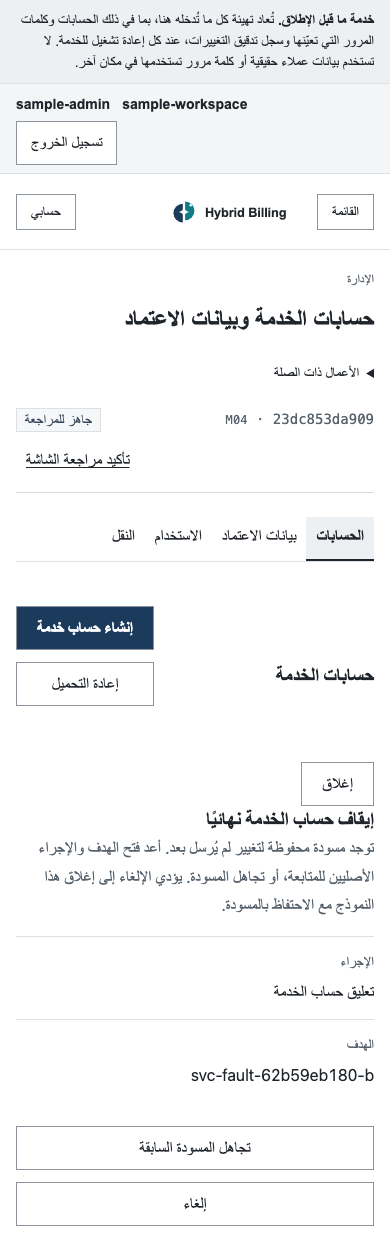 خدمة ما قبل الإطلاق. تُعاد تهيئة كل ما تُدخله هنا، بما في ذلك الحسابات وكلمات
المرور التي تعيّنها وسجل تدقيق التغييرات، عند كل إعادة تشغيل للخدمة. لا
تستخدم بيانات عملاء حقيقية أو كلمة مرور تستخدمها في مكان آخر.
sample-admin sample-workspace
تسجيل الخروج
القائمة
Hybrid Billing
حسابي
الإدارة
حسابات الخدمة وبيانات الاعتماد
◀ الأعمال ذات الصلة
M04 · 23dc853da909
جاهز للمراجعة
تأكيد مراجعة الشاشة
الحسابات بيانات الاعتماد الاستخدام النقل
إنشاء حساب خدمة
حسابات الخدمة
إعادة التحميل
إغلاق
إيقاف حساب الخدمة نهائيًا
توجد مسودة محفوظة لتغيير لم يُرسل بعد. أعد فتح الهدف والإجراء
الأصليين للمتابعة، أو تجاهل المسودة. يؤدي الإلغاء إلى إغلاق هذا
النموذج مع الاحتفاظ بالمسودة.
الإجراء
تعليق حساب الخدمة
الهدف
svc-fault-62b59eb180-b
تجاهل المسودة السابقة
إلغاء